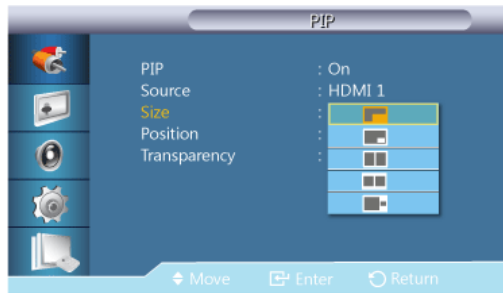 PIP
PIP : On
Source : HDMI 1
Size :
Position :
Transparency :
Move Enter Return